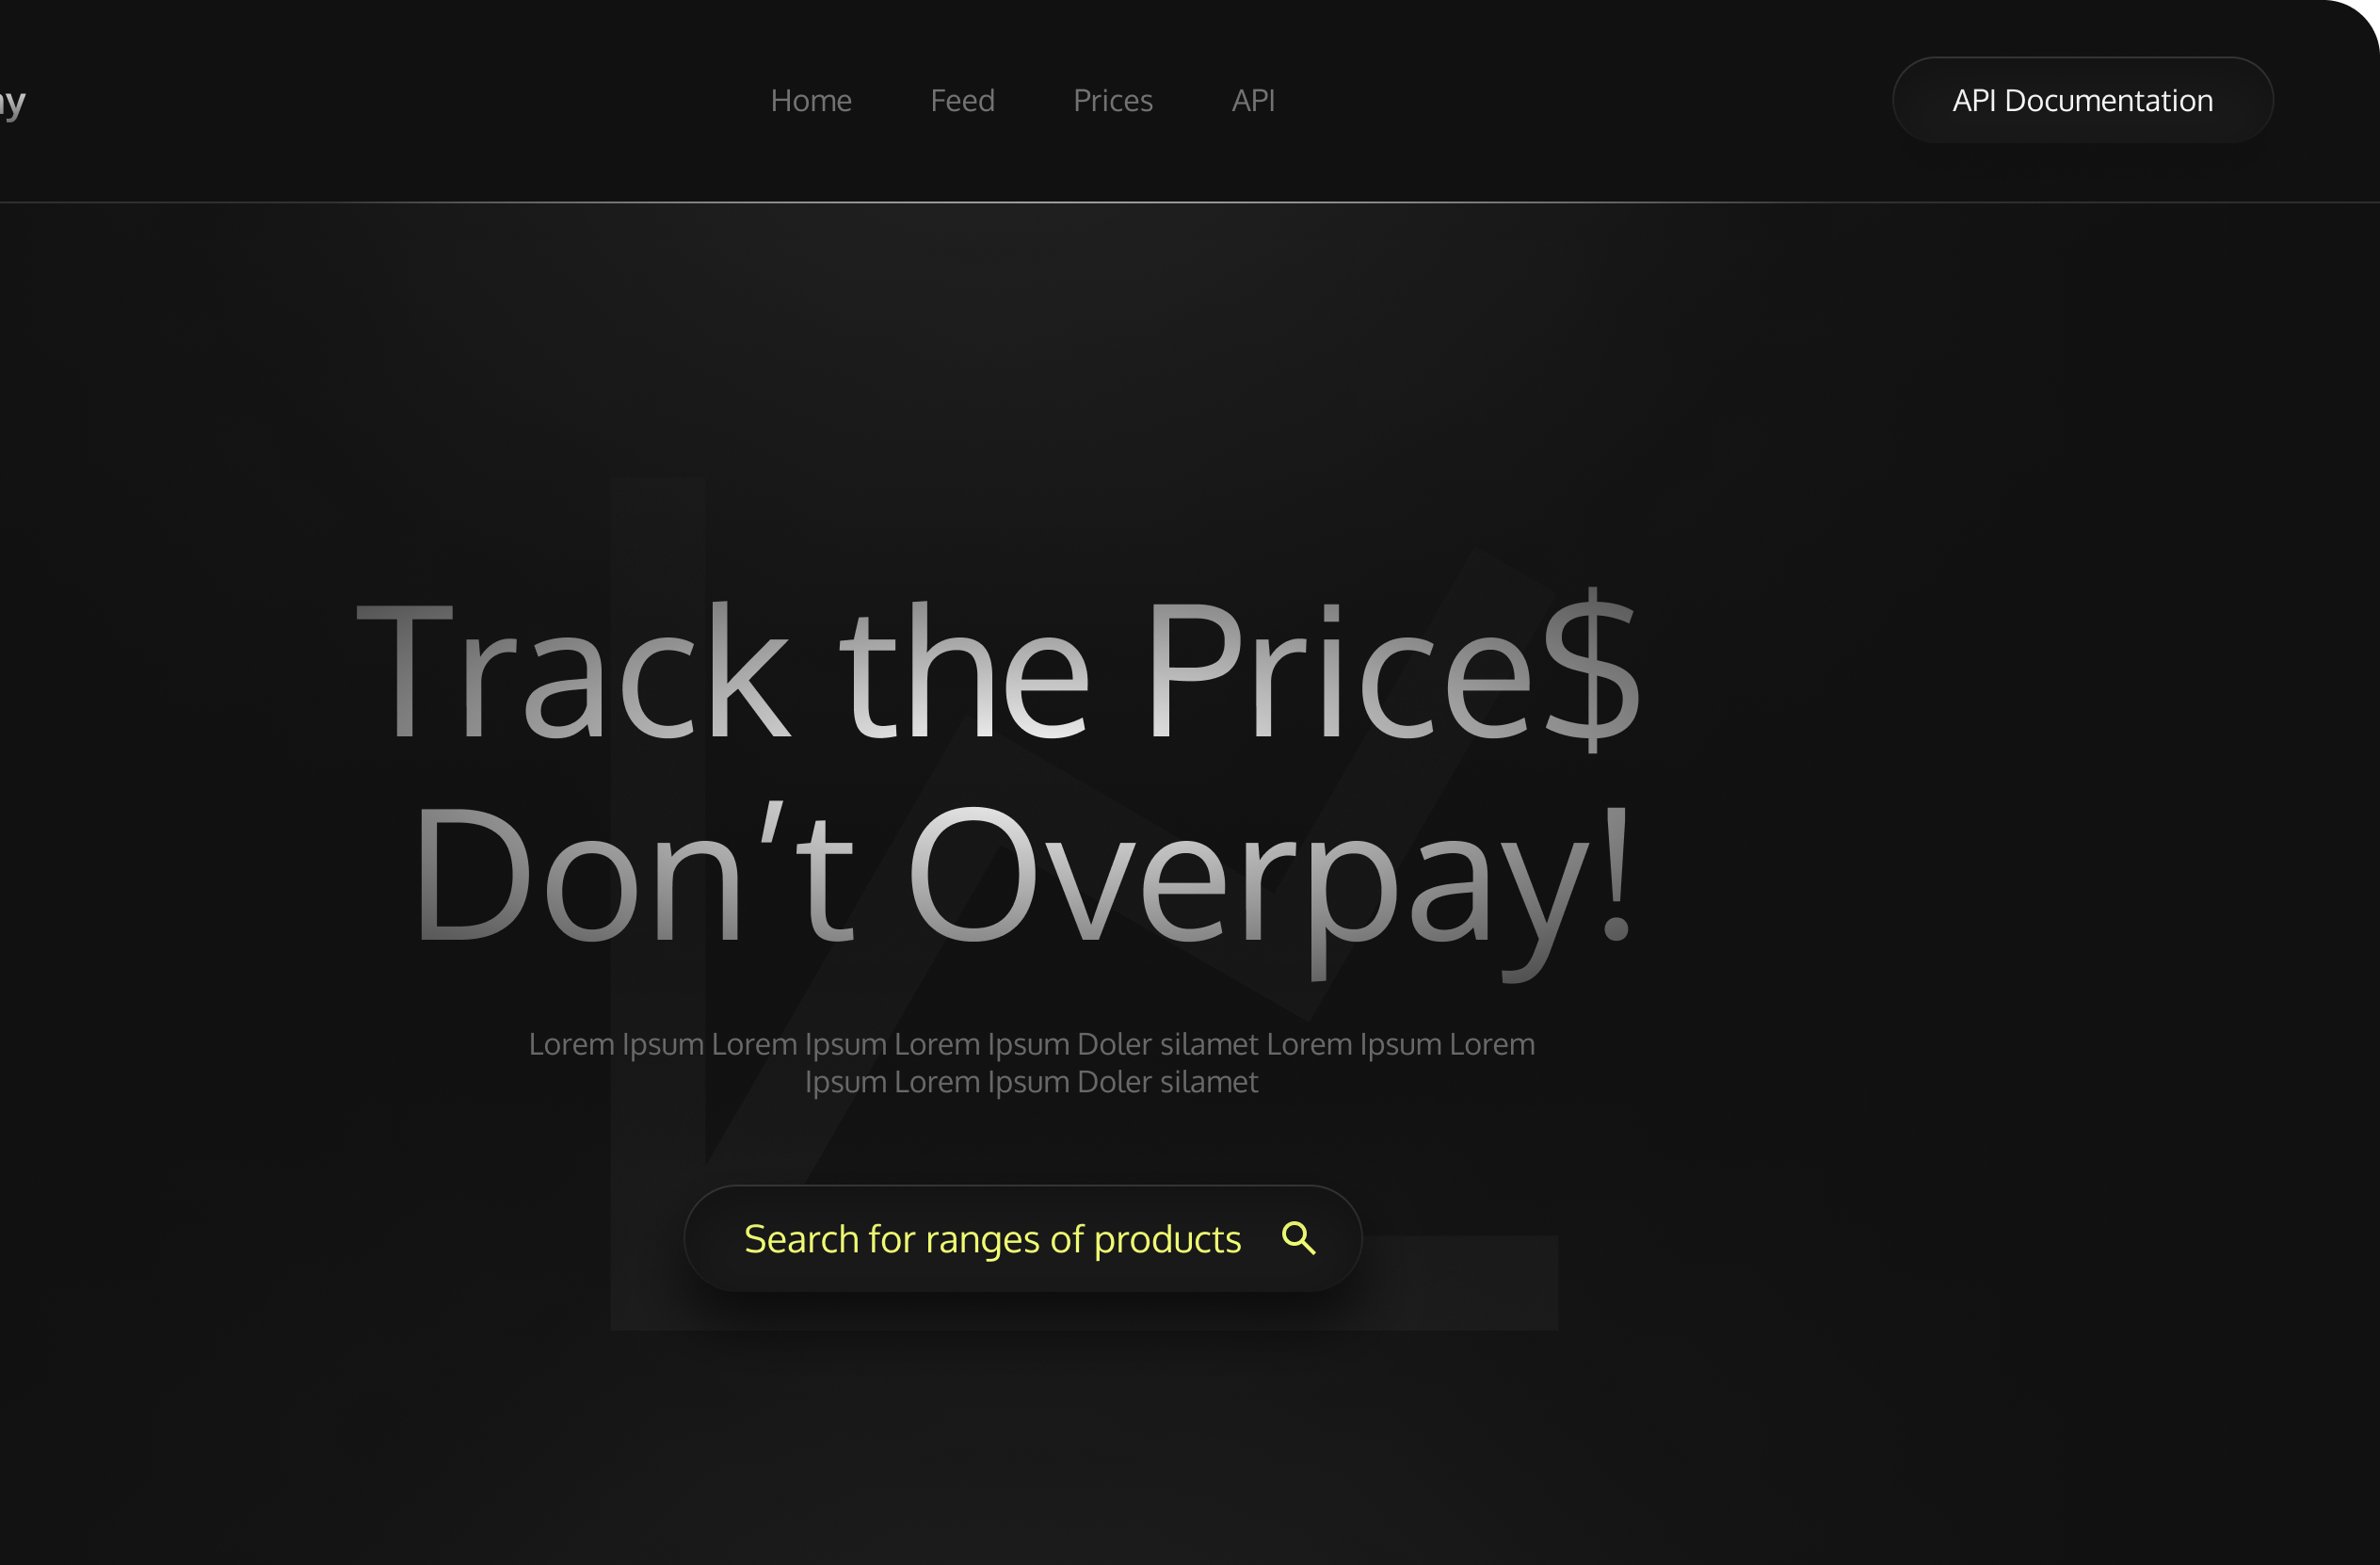 Home Feed Prices API API Documentation
Track the Price$
Don’t Overpay!
Lorem Ipsum Lorem Ipsum Lorem Ipsum Doler silamet Lorem Ipsum Lorem
Ipsum Lorem Ipsum Doler silamet
Search for ranges of products